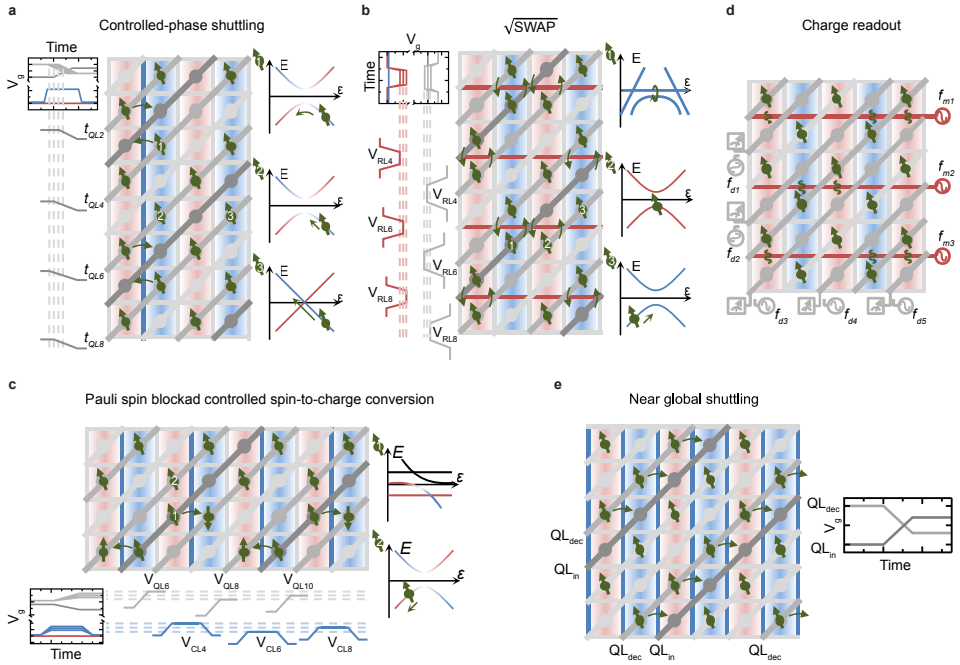 a
Controlled-phase shuttling
Time
V_g
t_QL2
t_QL4
t_QL6
t_QL8
1
2
3
1
E
ε
2
E
ε
3
E
ε
b
√SWAP
V_g
Time
V_RL4
V_RL6
V_RL8
V_RL4
V_RL6
V_RL8
1
2
3
1
E
ε
2
E
ε
3
E
ε
d
Charge readout
f_m1
f_m2
f_m3
f_d1
f_d2
f_d3
f_d4
f_d5
c
Pauli spin blockad controlled spin-to-charge conversion
2
1
1
E
ε
2
E
ε
V_QL6
V_QL8
V_QL10
V_g
Time
V_CL4
V_CL6
V_CL8
e
Near global shuttling
QL_dec
QL_in
QL_dec
QL_in
QL_dec
QL_dec
V_g
QL_in
Time